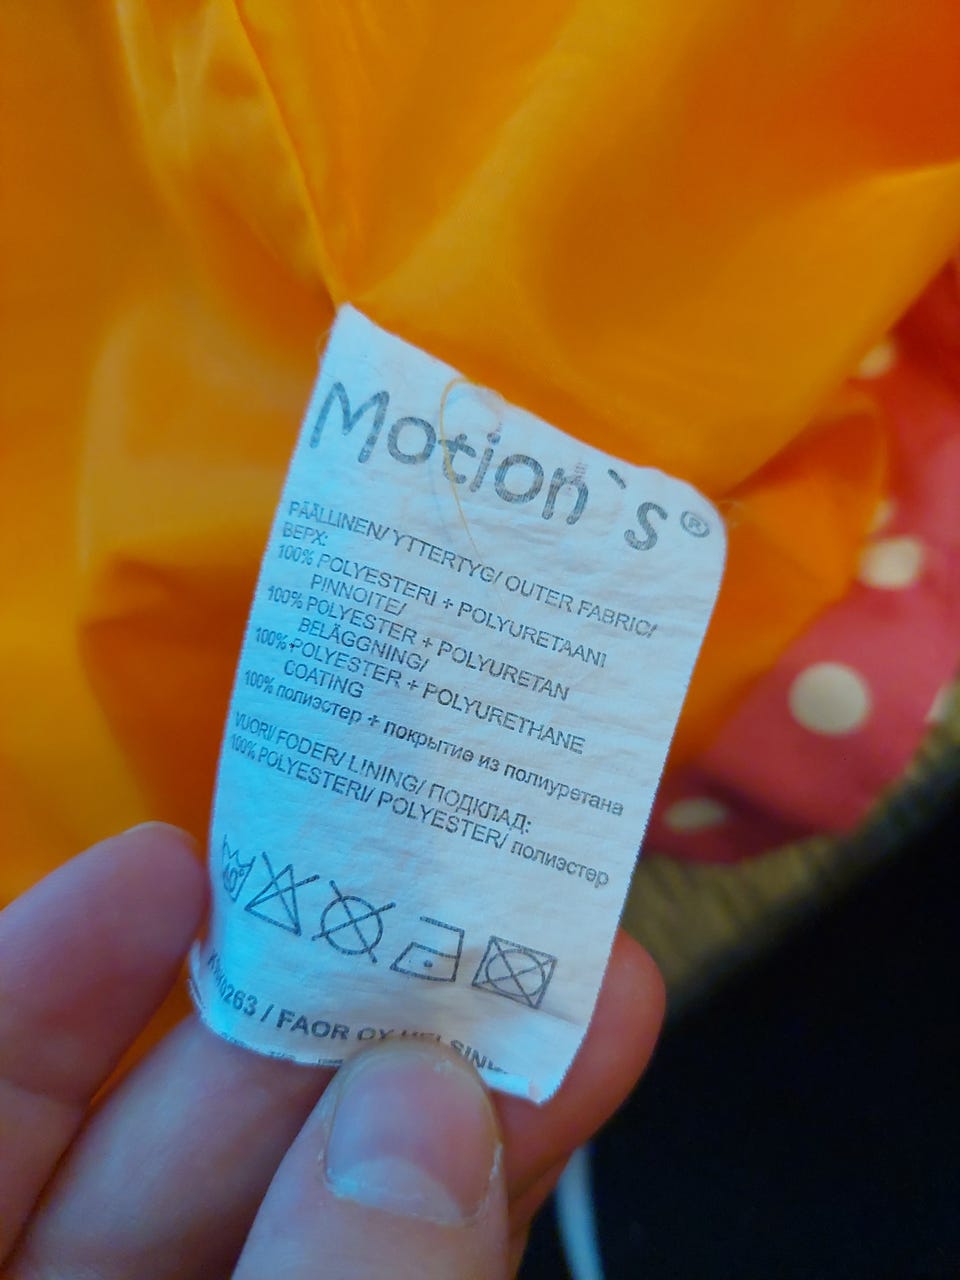 Motion`s®
PÄÄLLINEN/ YTTERTYG/ OUTER FABRIC/
ВЕРХ:
100% POLYESTERI + POLYURETAANI
PINNOITE/
100% POLYESTER + POLYURETAN
BELÄGGNING/
100% POLYESTER + POLYURETHANE
COATING
100% полиэстер + покрытие из полиуретана
VUORI/ FODER/ LINING/ ПОДКЛАД:
100% POLYESTERI/ POLYESTER/ полиэстер
/ FAOR OY HELSINKI